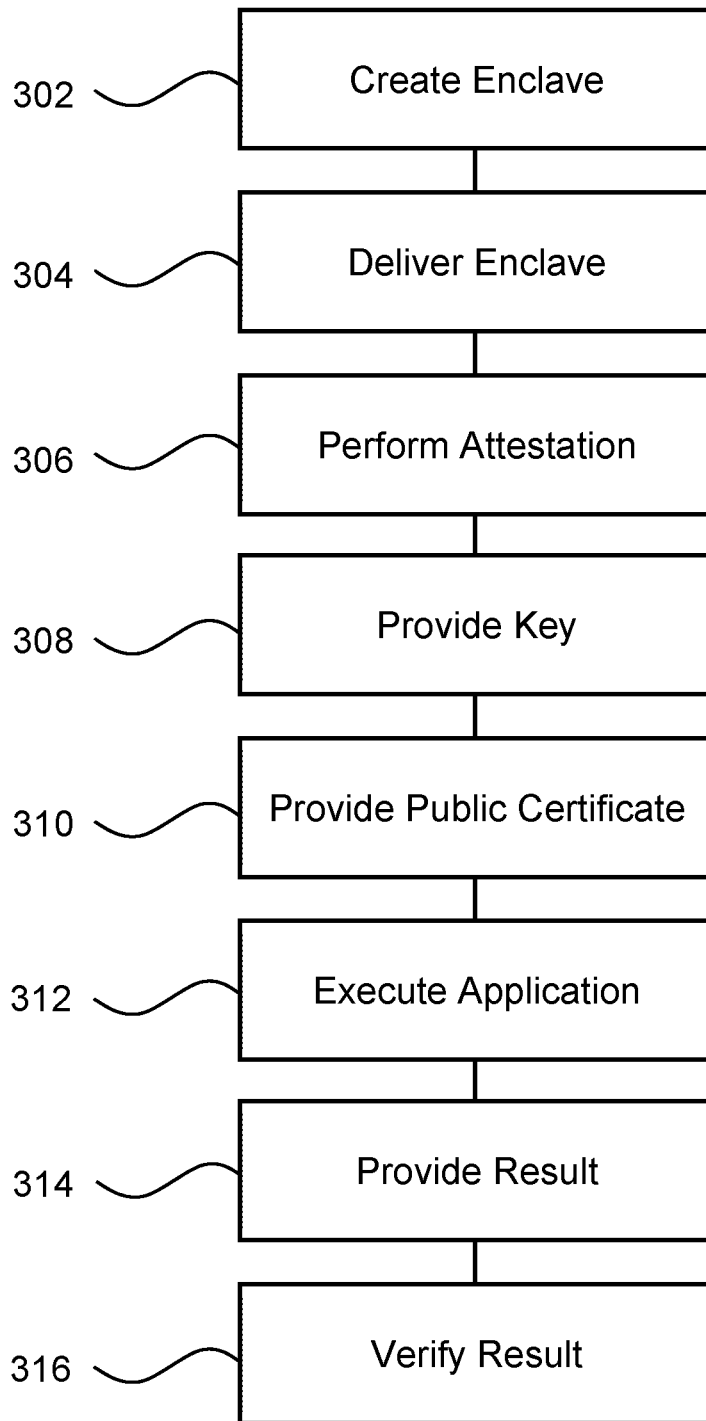 302 Create Enclave
304 Deliver Enclave
306 Perform Attestation
308 Provide Key
310 Provide Public Certificate
312 Execute Application
314 Provide Result
316 Verify Result